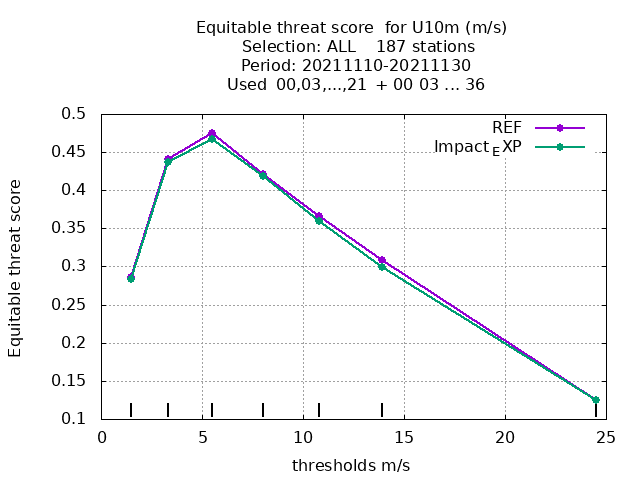 Equitable threat score  for U10m (m/s)
Selection: ALL    187 stations
Period: 20211110-20211130
Used  00,03,...,21  + 00 03 ... 36
REF
Impact_EXP
Equitable threat score
0.5
0.45
0.4
0.35
0.3
0.25
0.2
0.15
0.1
0 5 10 15 20 25
thresholds m/s